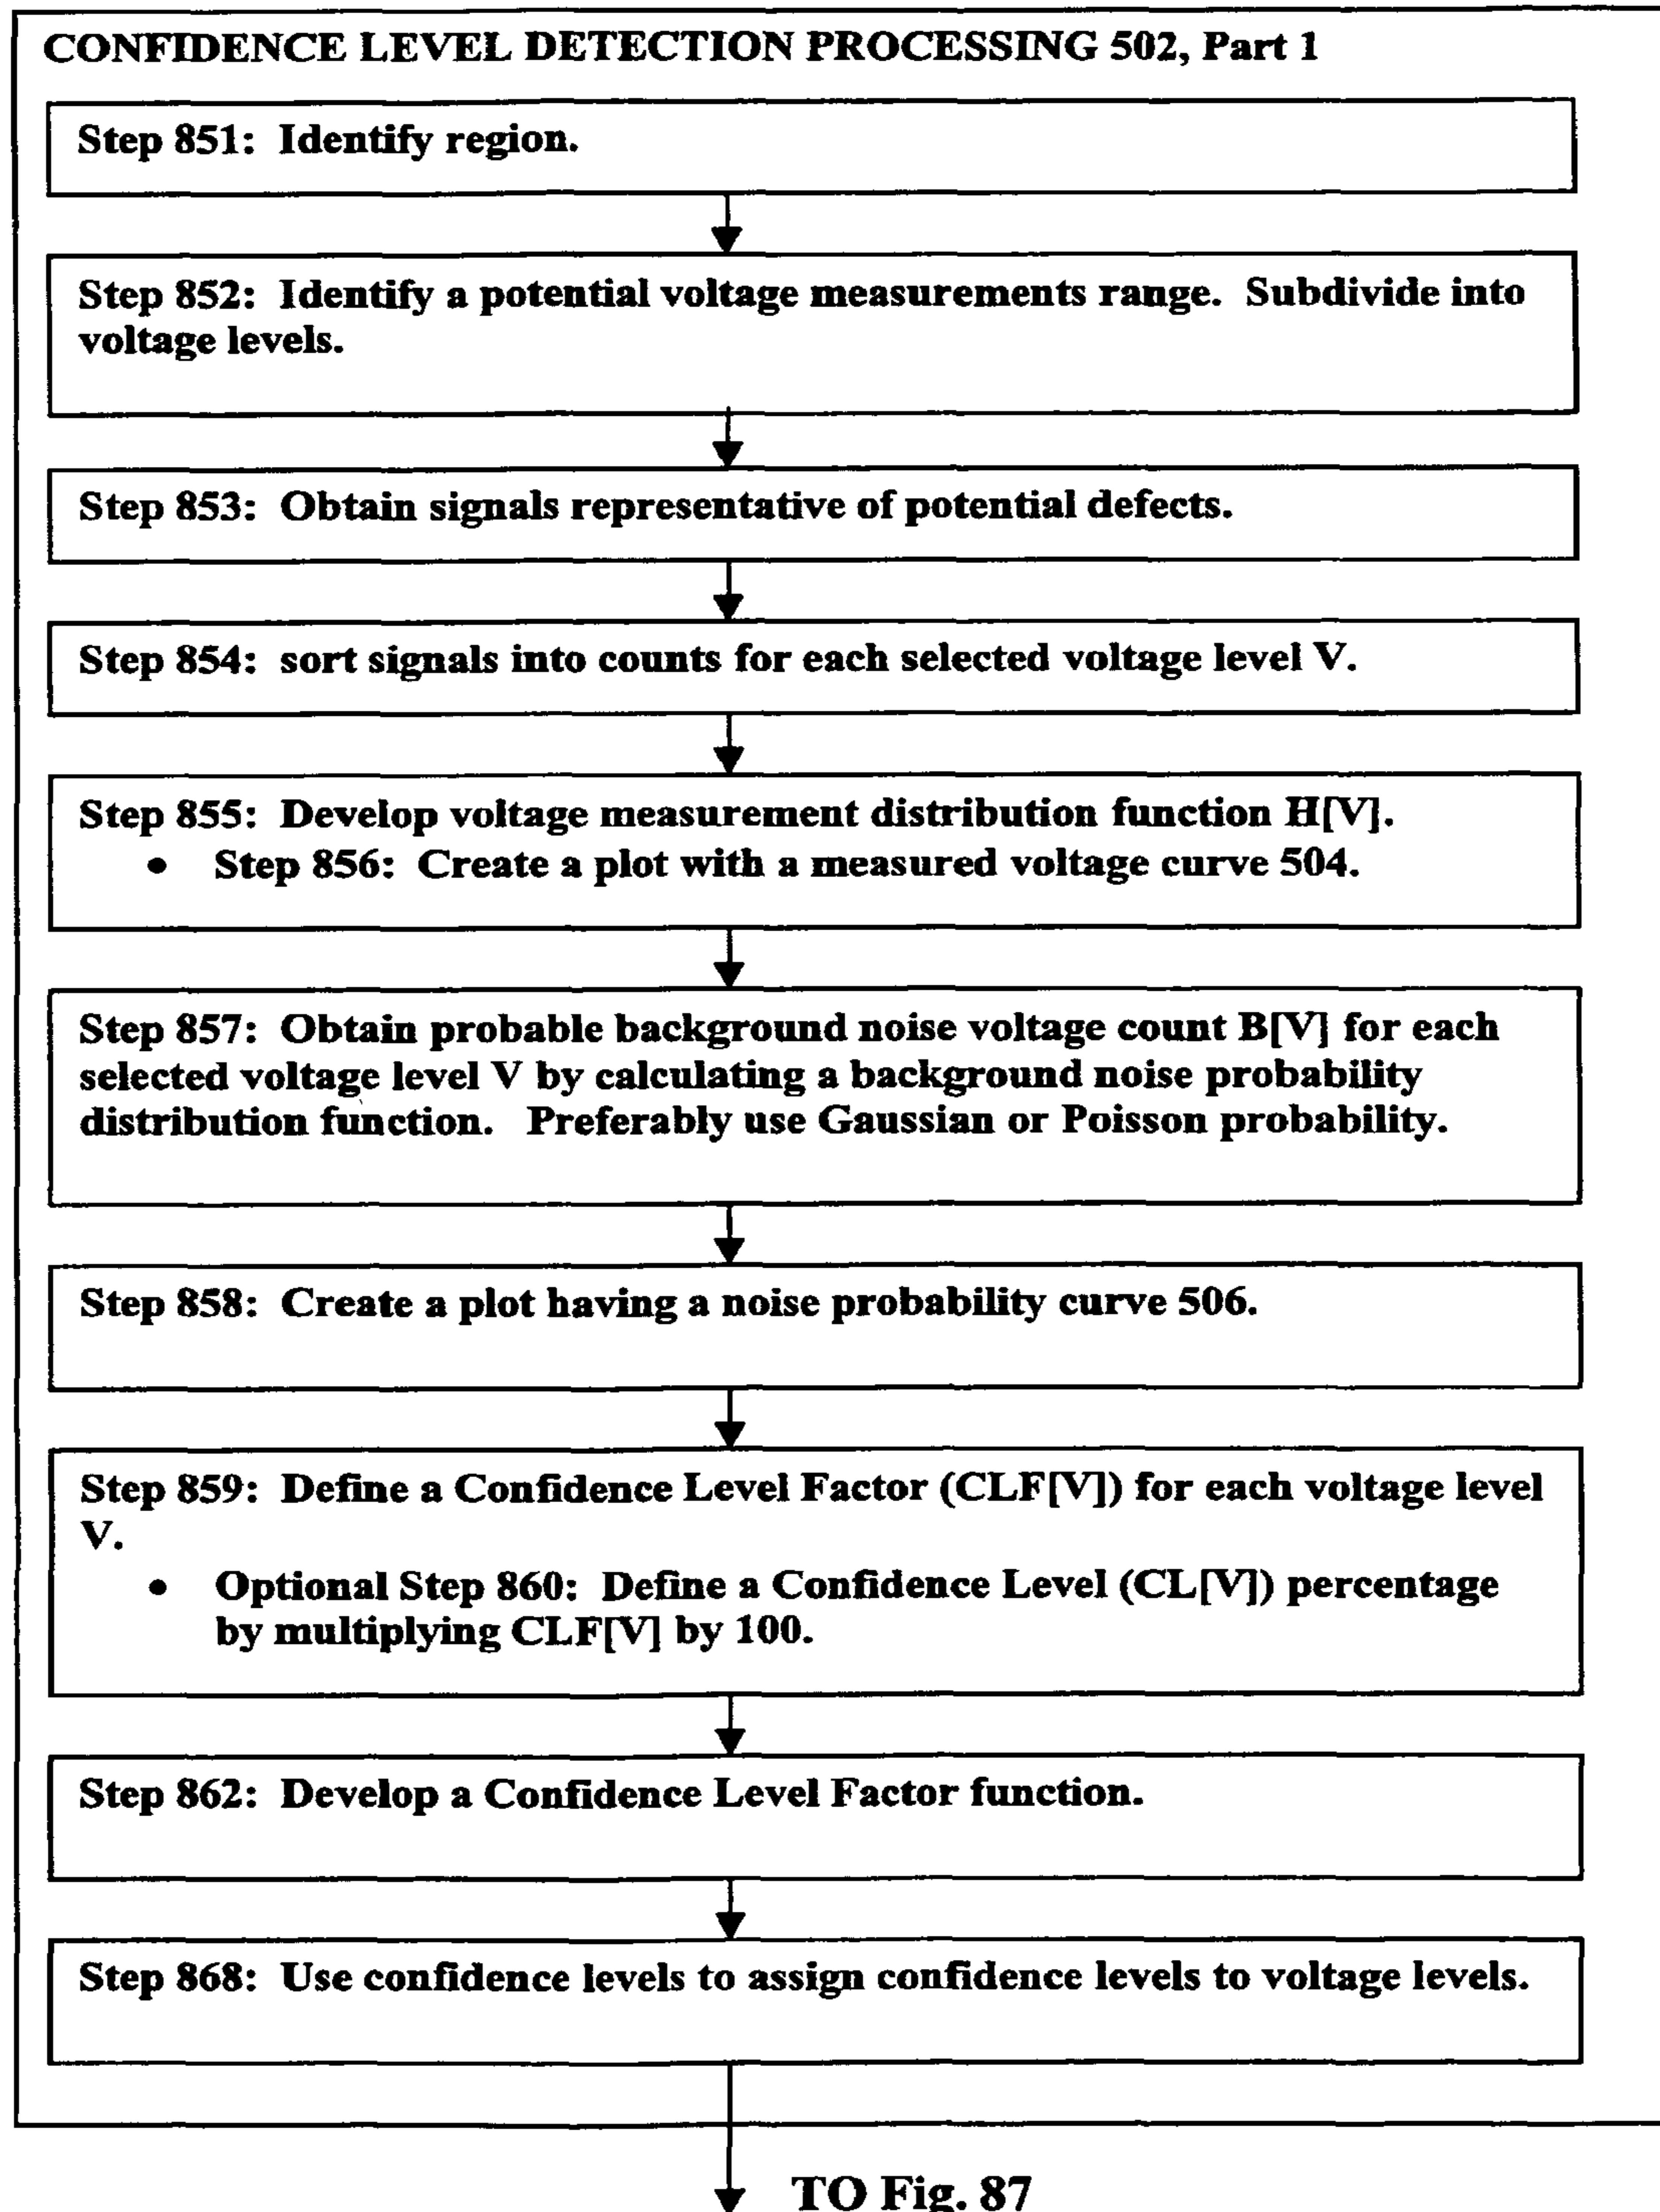 CONFIDENCE LEVEL DETECTION PROCESSING 502, Part 1
Step 851: Identify region.
Step 852: Identify a potential voltage measurements range. Subdivide into
voltage levels.
Step 853: Obtain signals representative of potential defects.
Step 854: sort signals into counts for each selected voltage level V.
Step 855: Develop voltage measurement distribution function H[V].
• Step 856: Create a plot with a measured voltage curve 504.
Step 857: Obtain probable background noise voltage count B[V] for each
selected voltage level V by calculating a background noise probability
distribution function. Preferably use Gaussian or Poisson probability.
Step 858: Create a plot having a noise probability curve 506.
Step 859: Define a Confidence Level Factor (CLF[V]) for each voltage level
V.
• Optional Step 860: Define a Confidence Level (CL[V]) percentage
by multiplying CLF[V] by 100.
Step 862: Develop a Confidence Level Factor function.
Step 868: Use confidence levels to assign confidence levels to voltage levels.
TO Fig. 87